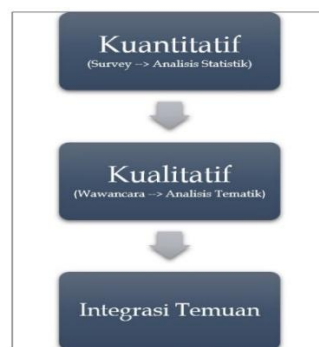 Kuantitatif
(Survey --> Analisis Statistik)
Kualitatif
(Wawancara --> Analisis Tematik)
Integrasi Temuan